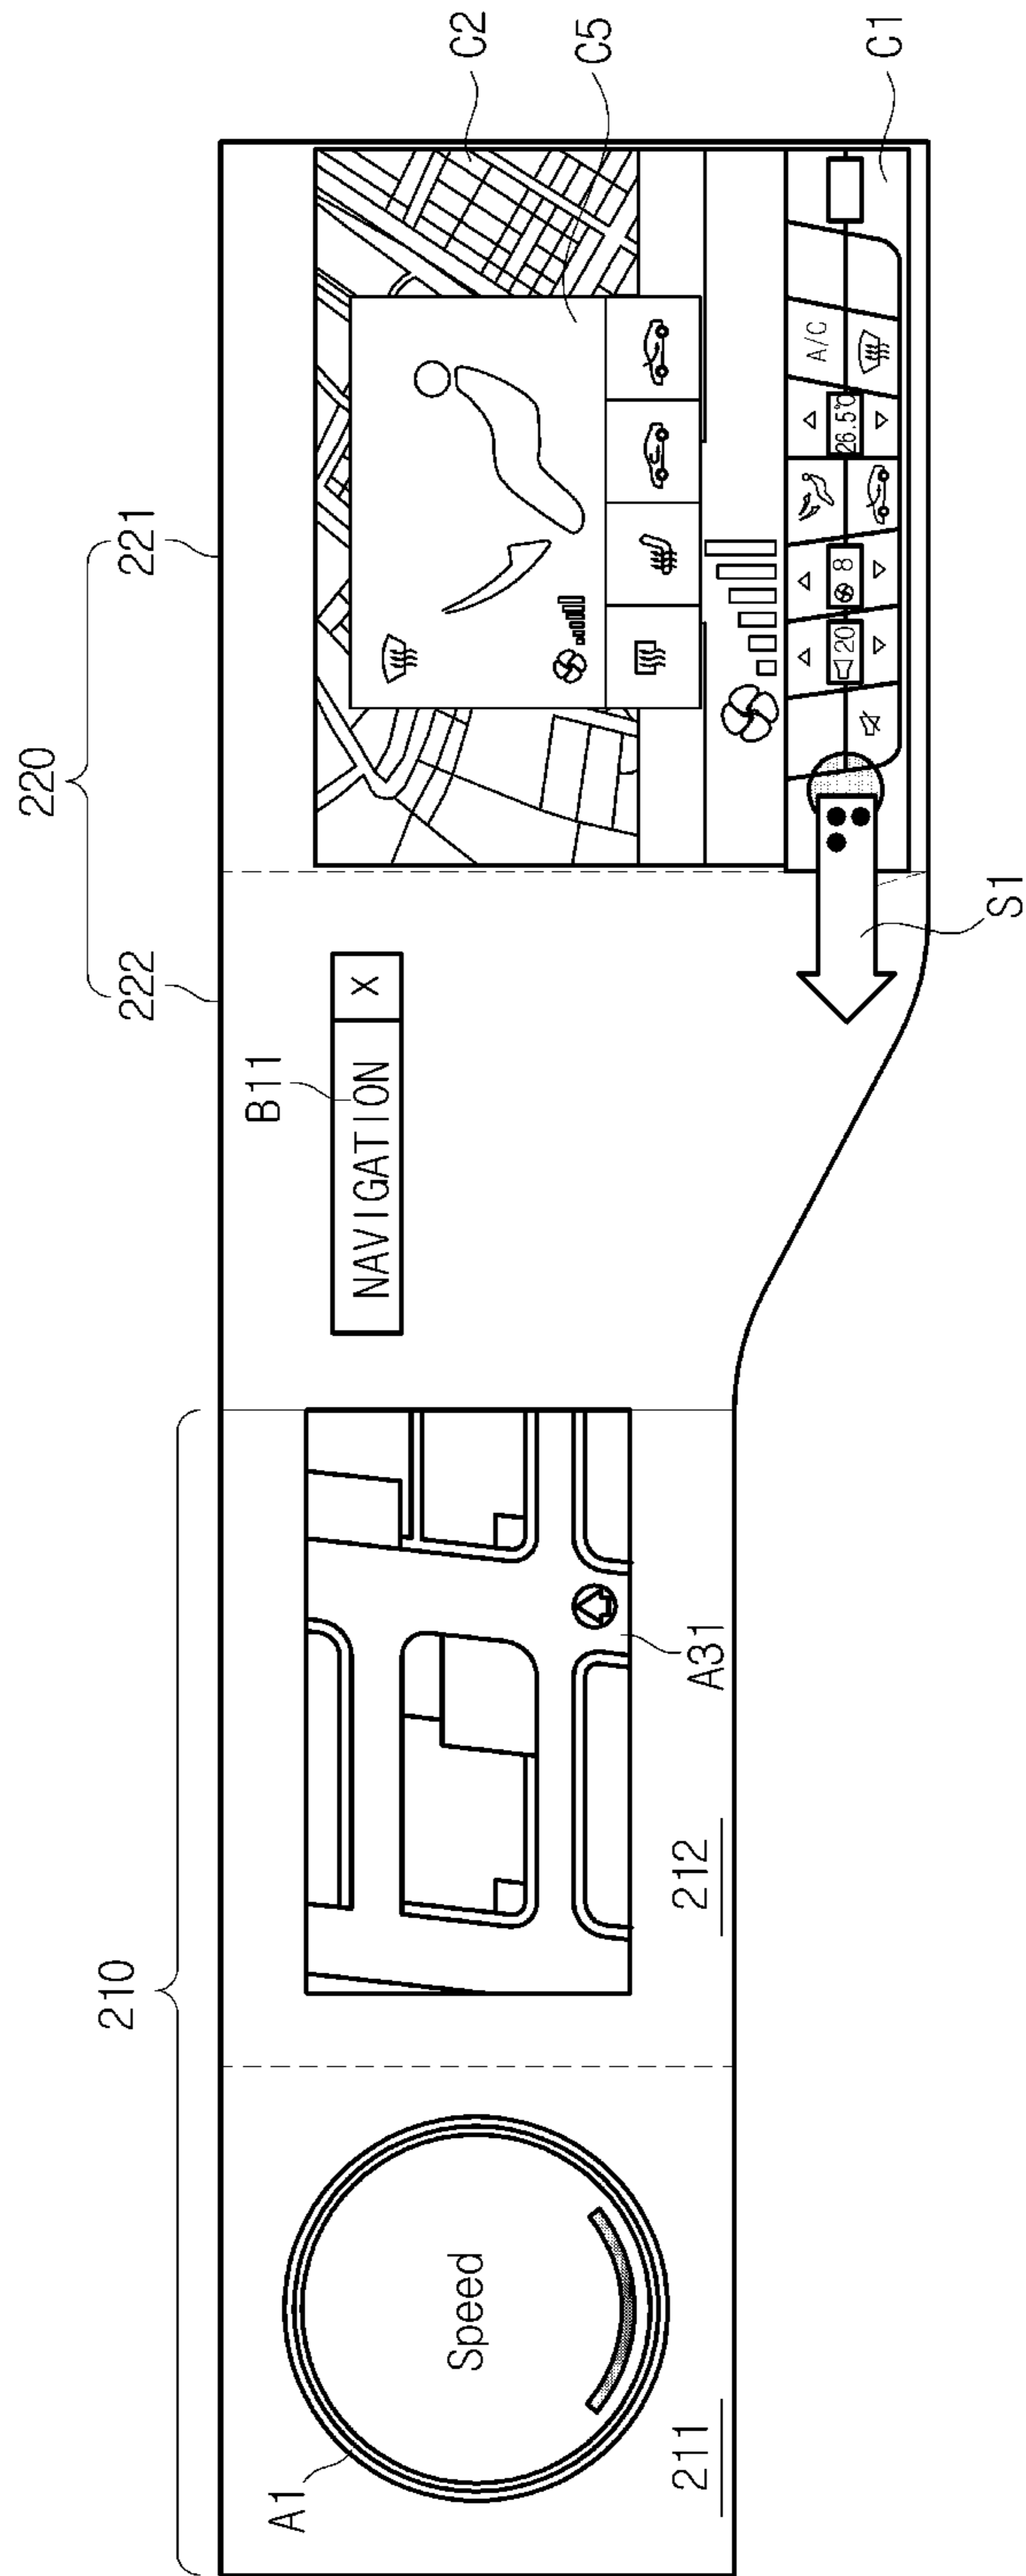 220
222
221
210
B11
NAVIGATION X
C2
C5
A/C
26.5℃
8
20
C1
S1
A1
Speed
211
212
A31